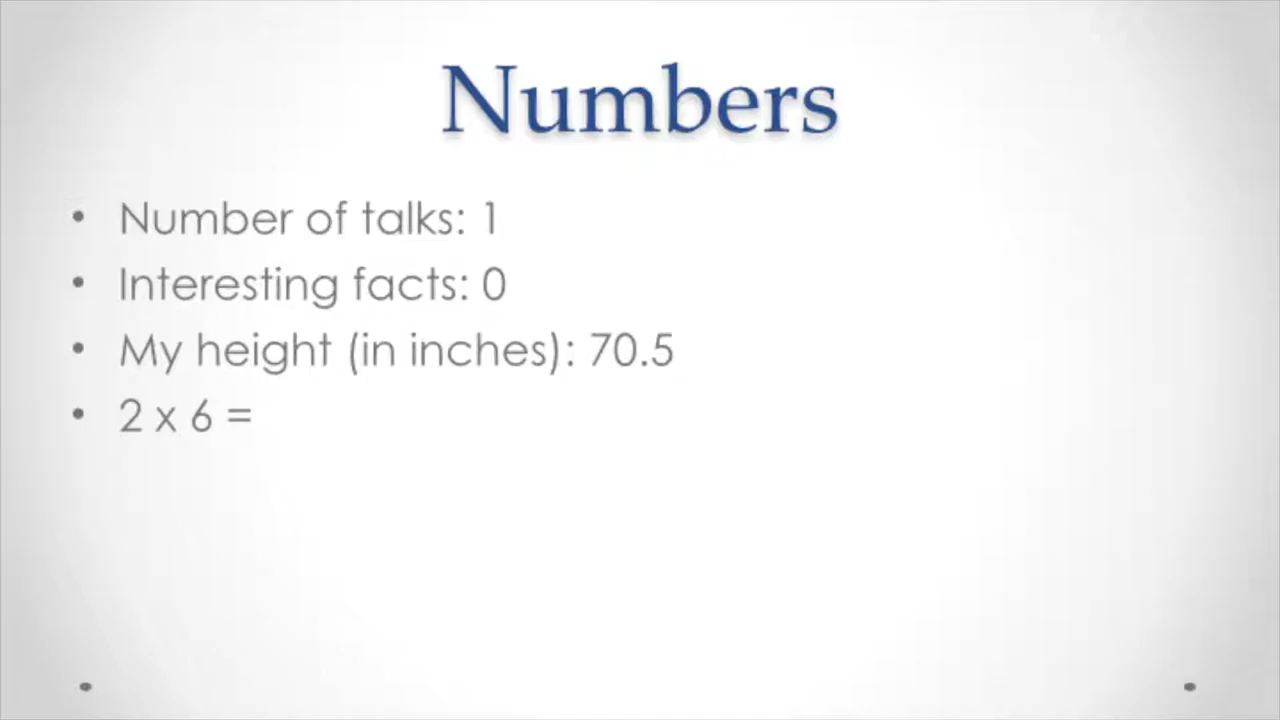 Numbers
• Number of talks: 1
• Interesting facts: 0
• My height (in inches): 70.5
• 2 x 6 =